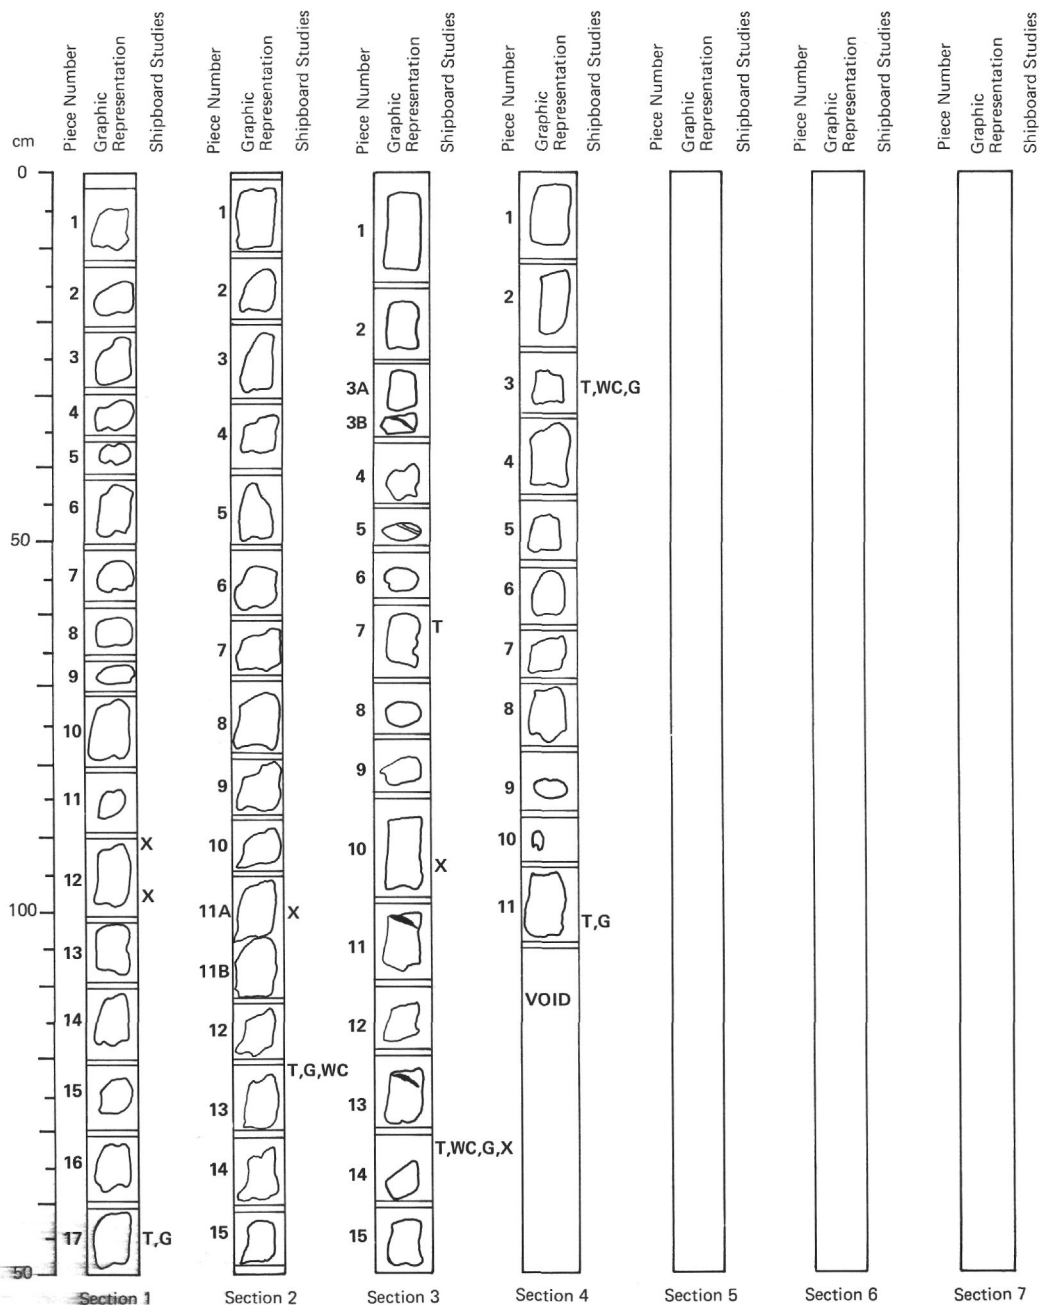 cm
Piece Number
Graphic
Representation
Shipboard Studies
Piece Number
Graphic
Representation
Shipboard Studies
Piece Number
Graphic
Representation
Shipboard Studies
Piece Number
Graphic
Representation
Shipboard Studies
Piece Number
Graphic
Representation
Shipboard Studies
Piece Number
Graphic
Representation
Shipboard Studies
Piece Number
Graphic
Representation
Shipboard Studies
0
50
100
50
1
2
3
4
5
6
7
8
9
10
11
X
12
X
13
14
15
16
17 T,G
Section 1
1
2
3
4
5
6
7
8
9
10
11A X
11B
12
T,G,WC
13
14
15
Section 2
1
2
3A
3B
4
5
6
7 T
8
9
10
X
11
12
13
T,WC,G,X
14
15
Section 3
1
2
3 T,WC,G
4
5
6
7
8
9
10
11
T,G
VOID
Section 4
Section 5
Section 6
Section 7